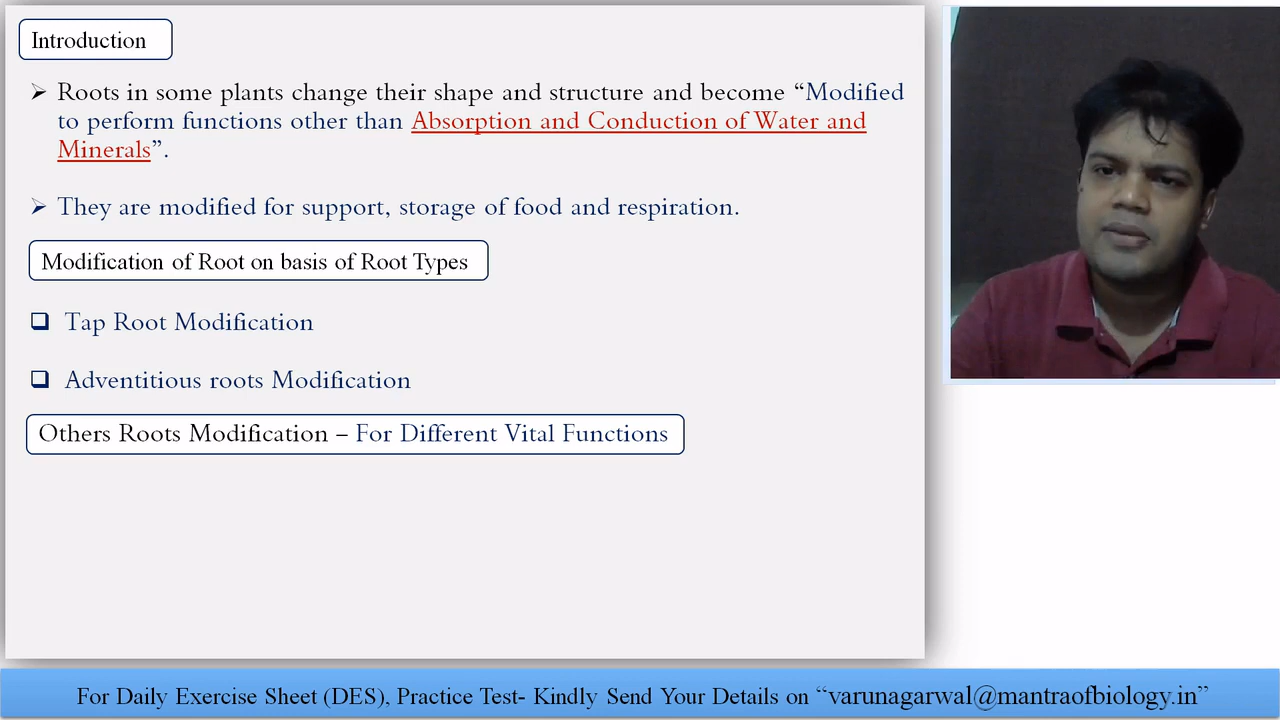 Introduction
➢ Roots in some plants change their shape and structure and become “Modified
to perform functions other than Absorption and Conduction of Water and
Minerals”.
➢ They are modified for support, storage of food and respiration.
Modification of Root on basis of Root Types
❑ Tap Root Modification
❑ Adventitious roots Modification
Others Roots Modification – For Different Vital Functions
For Daily Exercise Sheet (DES), Practice Test- Kindly Send Your Details on “varunagarwal@mantraofbiology.in”